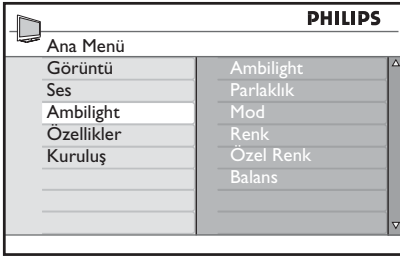 PHILIPS
Ana Menü
Görüntü
Ses
Ambilight
Özellikler
Kuruluş
Ambilight
Parlaklık
Mod
Renk
Özel Renk
Balans